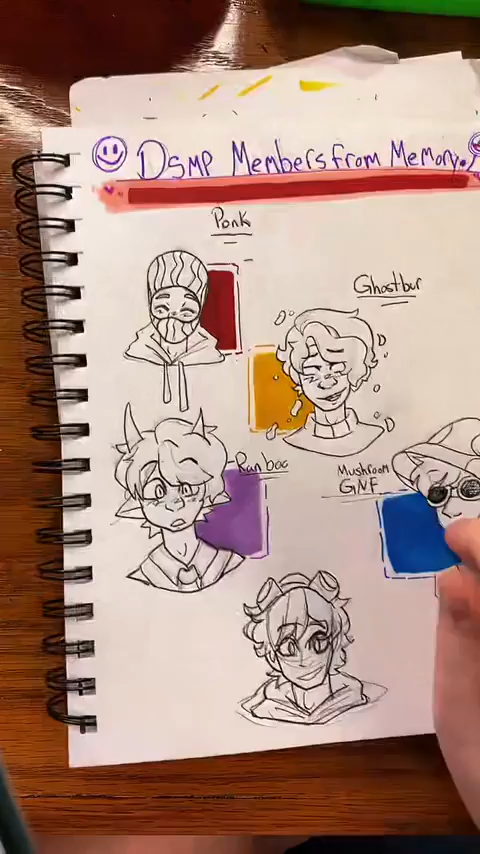 DSMP Members from Memory.
Ponk
Ghostbur
Ranboo
Mushroom
GNF